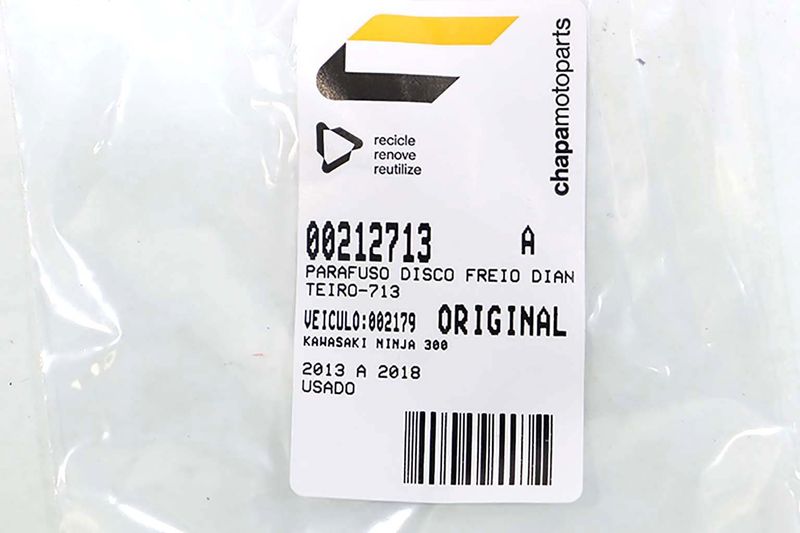 chapamotoparts
recicle
renove
reutilize
00212713 A
PARAFUSO DISCO FREIO DIAN
TEIRO-713
VEICULO:002179 ORIGINAL
KAWASAKI NINJA 300
2013 A 2018
USADO